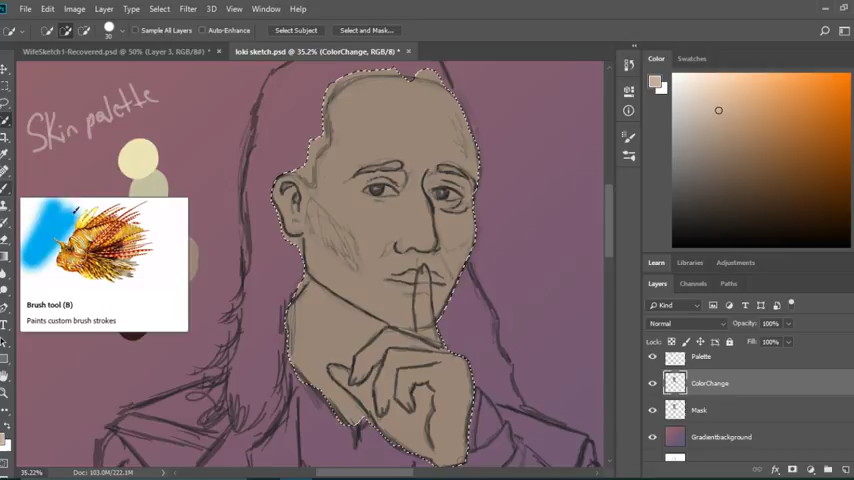 File Edit Image Layer Type Select Filter 3D View Window Help
30 Sample All Layers Auto-Enhance Select Subject Select and Mask...
WifeSketch1-Recovered.psd @ 50% (Layer 3, RGB/8#) * × loki sketch.psd @ 35.2% (ColorChange, RGB/8) * ×
Color Swatches
Skin palette
Brush tool (B)
Paints custom brush strokes
Learn Libraries Adjustments
Layers Channels Paths
Kind
Normal Opacity: 100%
Lock: Fill: 100%
Palette
ColorChange
Mask
Gradientbackground
35.22% Doc: 103.0M/222.1M